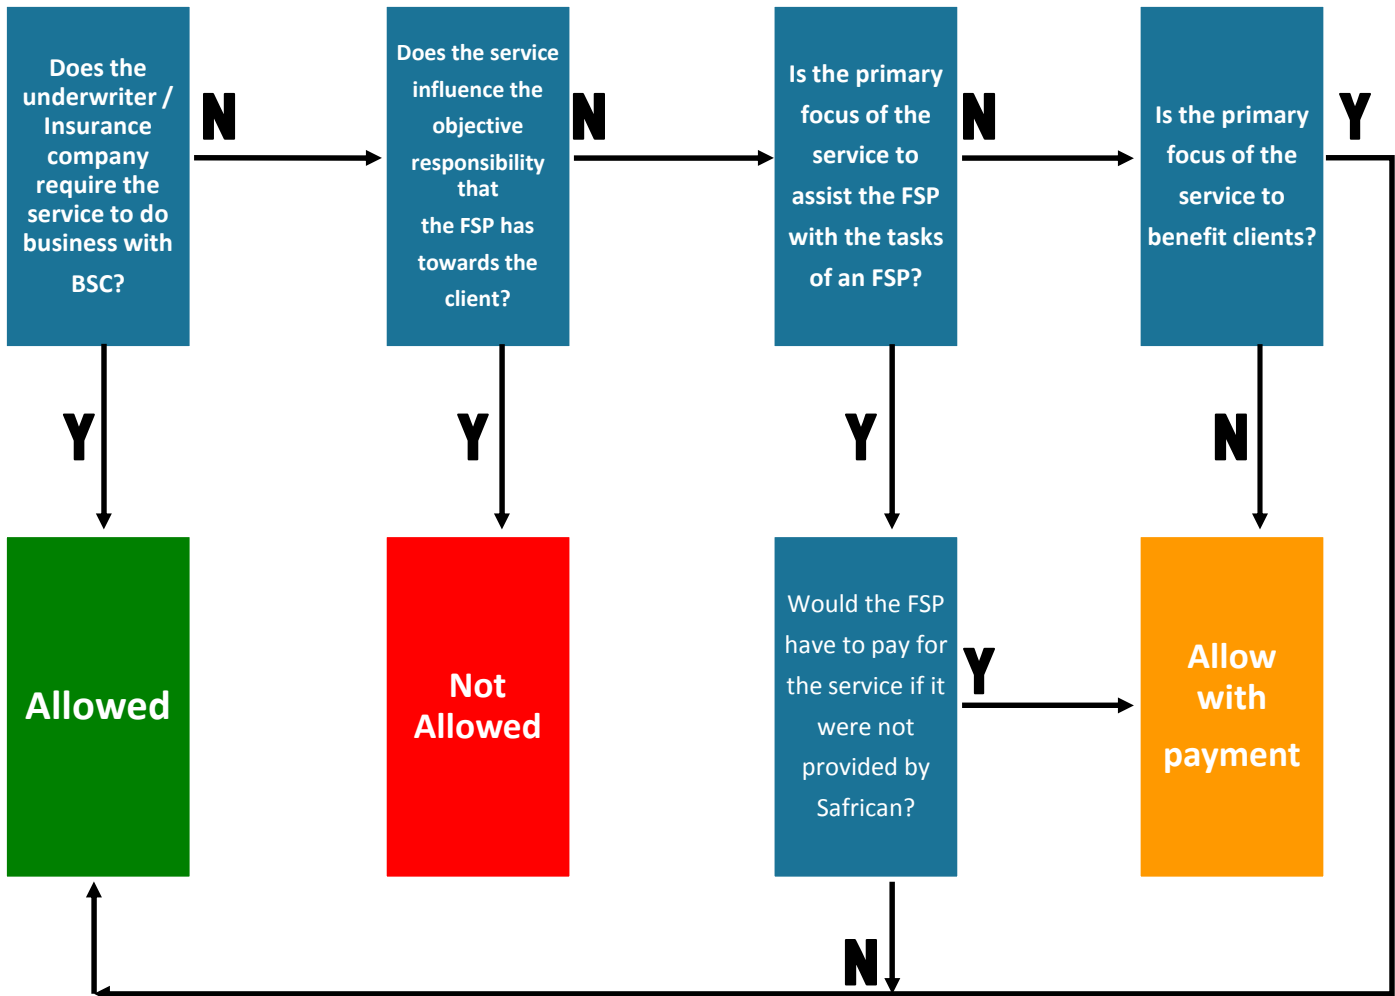 Does the
underwriter /
Insurance
company
require the
service to do
business with
BSC?
N
Does the service
influence the
objective
responsibility
that
the FSP has
towards the
client?
N
Is the primary
focus of the
service to
assist the FSP
with the tasks
of an FSP?
N
Is the primary
focus of the
service to
benefit clients?
Y
Y
Y
Y
N
Allowed
Not
Allowed
Would the FSP
have to pay for
the service if it
were not
provided by
Safrican?
Y
Allow
with
payment
N